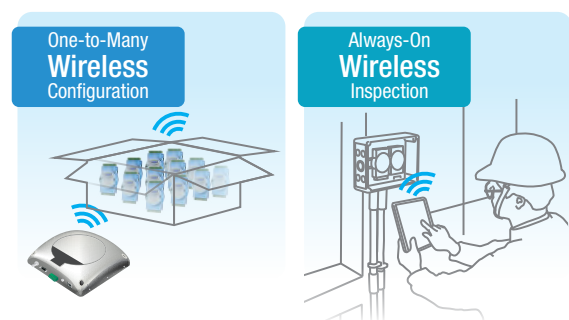 One-to-Many
Wireless
Configuration
Always-On
Wireless
Inspection